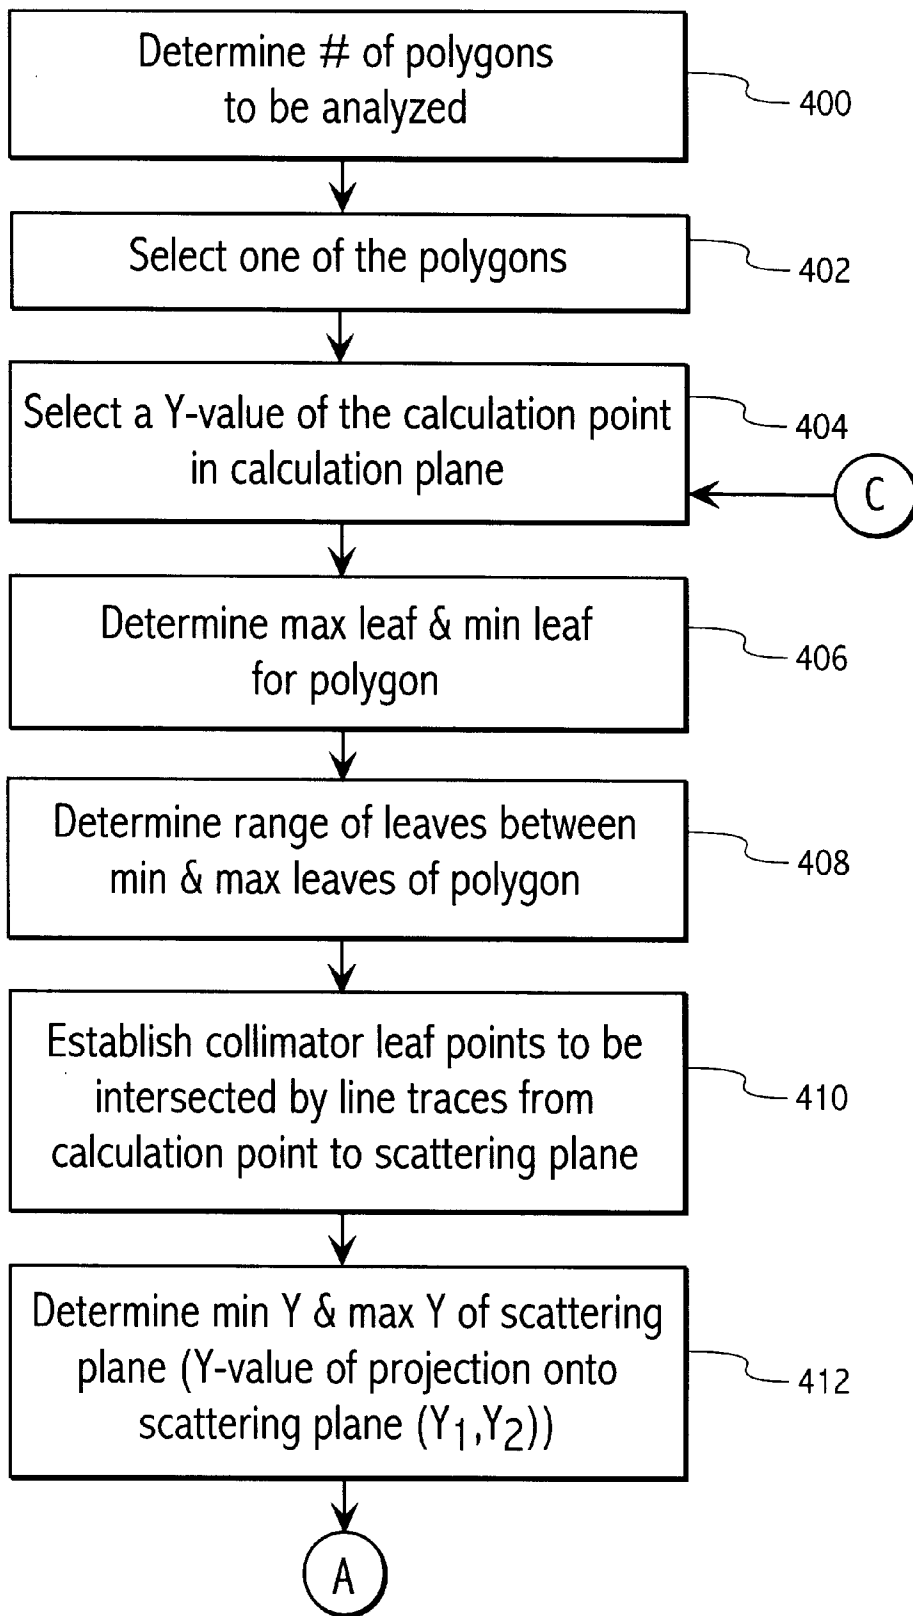 Determine # of polygons
to be analyzed
400
Select one of the polygons
402
Select a Y-value of the calculation point
in calculation plane
404
C
Determine max leaf & min leaf
for polygon
406
Determine range of leaves between
min & max leaves of polygon
408
Establish collimator leaf points to be
intersected by line traces from
calculation point to scattering plane
410
Determine min Y & max Y of scattering
plane (Y-value of projection onto
scattering plane (Y1,Y2))
412
A